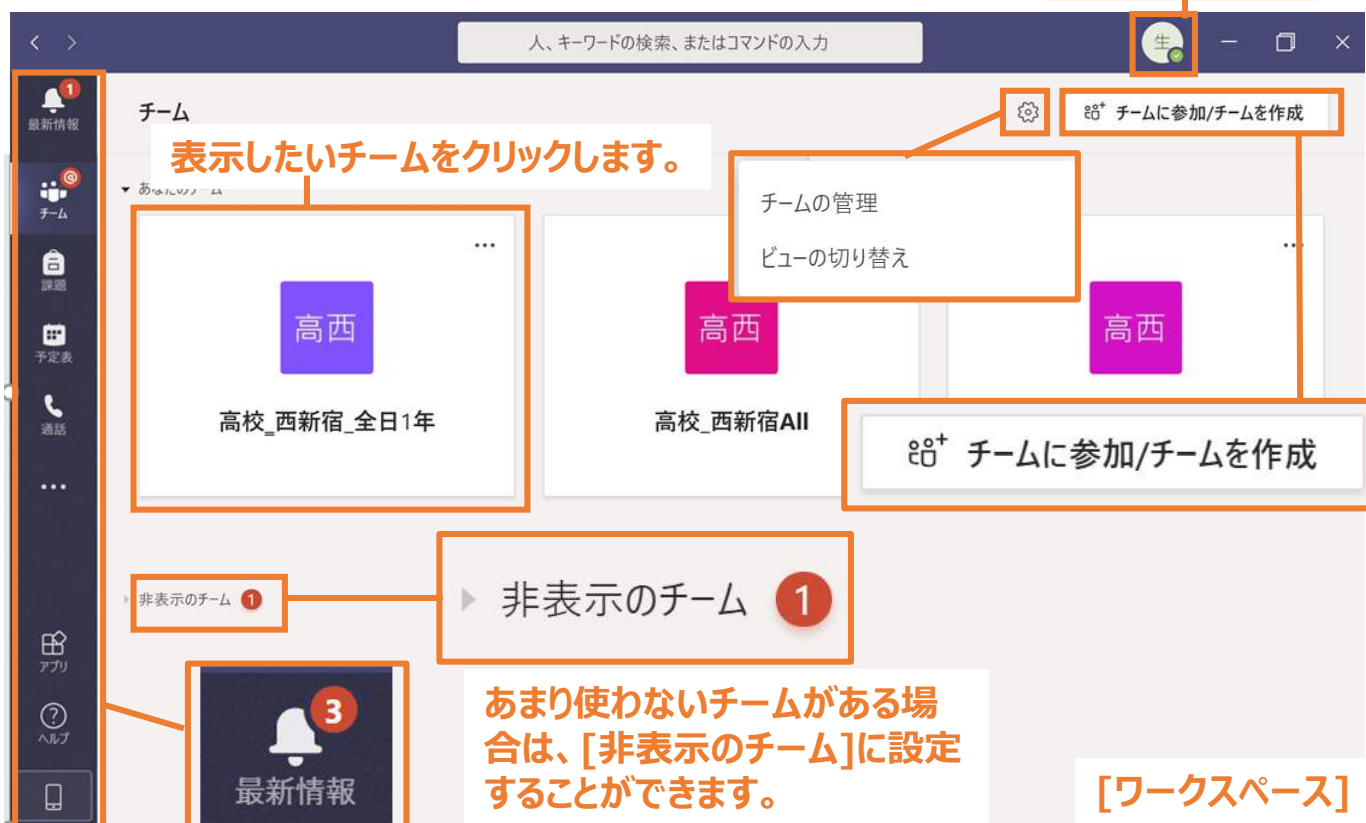 人、キーワードの検索、またはコマンドの入力
生
1
最新情報
チーム
チームに参加/チームを作成
表示したいチームをクリックします。
@
チーム
あなたのチーム
チームの管理
ビューの切り替え
課題
予定表
通話
高西
高西
高西
高校_西新宿_全日1年
高校_西新宿All
チームに参加/チームを作成
非表示のチーム 1
非表示のチーム 1
アプリ
ヘルプ
3
最新情報
あまり使わないチームがある場
合は、[非表示のチーム]に設定
することができます。
[ワークスペース]